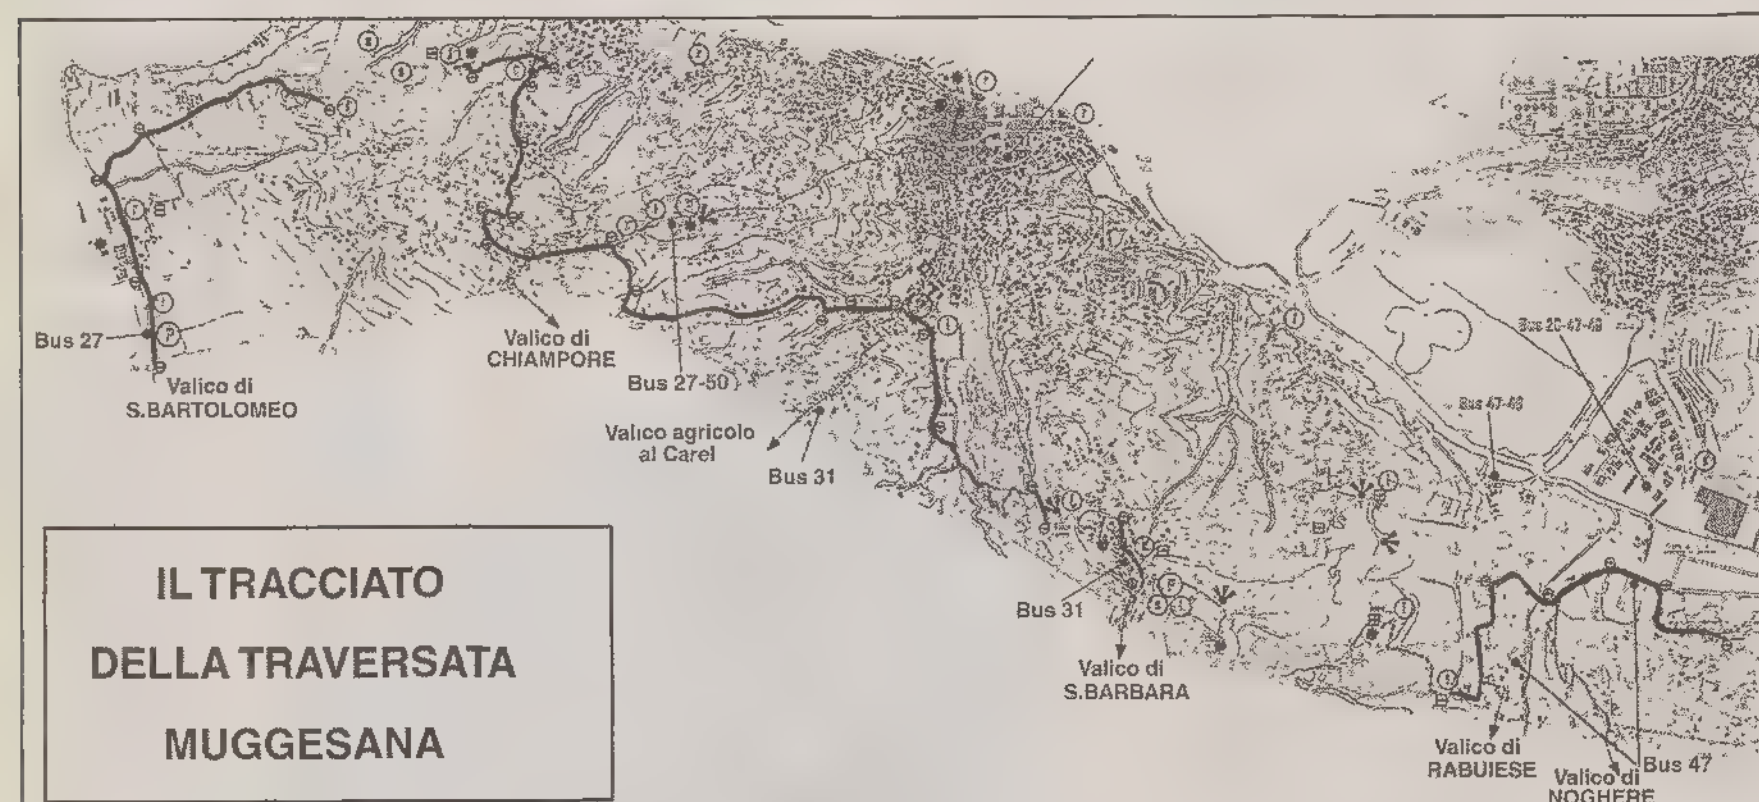 Bus 27
Valico di
S.BARTOLOMEO
Valico di
CHIAMPORE
Bus 27-50
Valico agricolo
al Carel
Bus 31
Bus 31
Valico di
S.BARBARA
Bus 47-48
Valico di
RABUIESE
Bus 47
Valico di
NOGHERE
IL TRACCIATO
DELLA TRAVERSATA
MUGGESANA